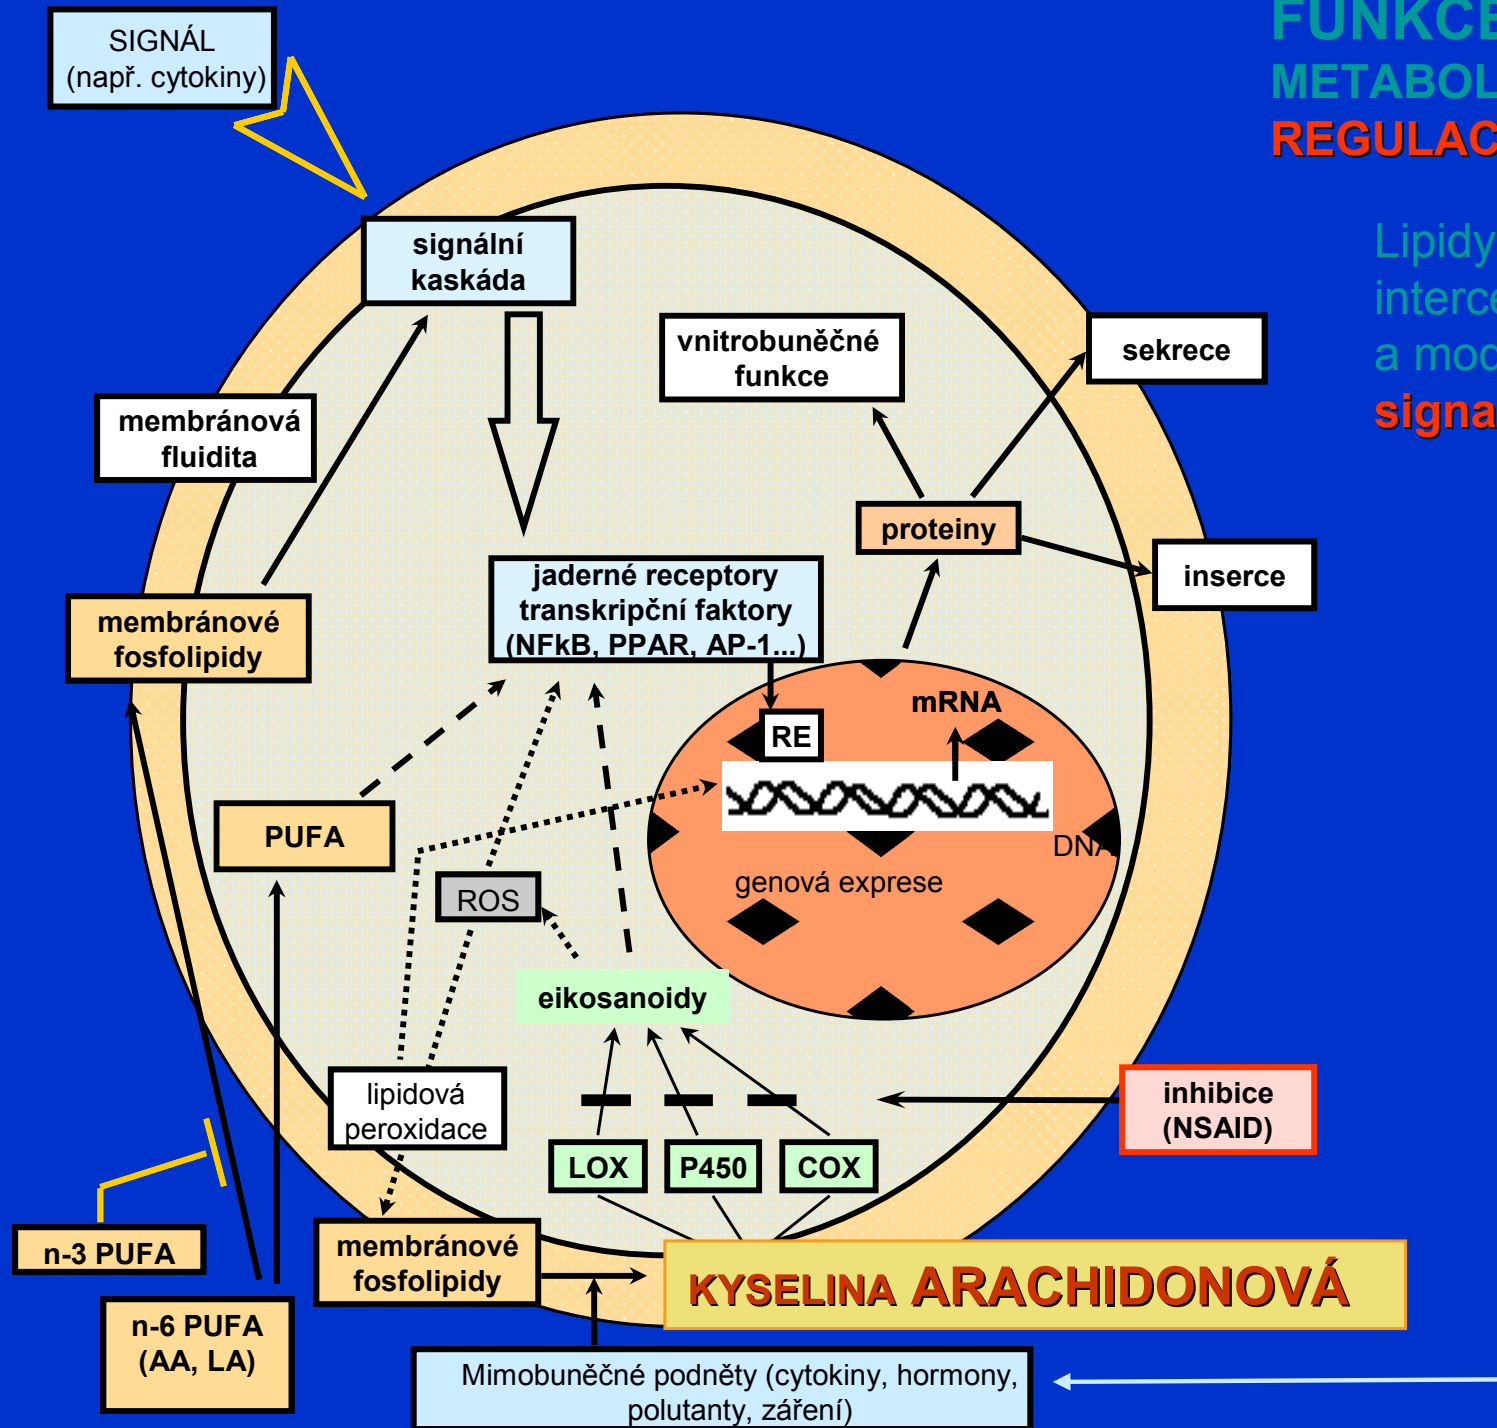 SIGNÁL
(např. cytokiny)
FUNKCE
METABOL
REGULAC
Lipidy
interce
a mod
signa
signální
kaskáda
vnitrobuněčné
funkce
sekrece
membránová
fluidita
proteiny
inserce
jaderné receptory
transkripční faktory
(NFkB, PPAR, AP-1...)
membránové
fosfolipidy
mRNA
RE
PUFA
DNA
genová exprese
ROS
eikosanoidy
lipidová
peroxidace
inhibice
(NSAID)
LOX
P450
COX
n-3 PUFA
membránové
fosfolipidy
KYSELINA ARACHIDONOVÁ
n-6 PUFA
(AA, LA)
Mimobuněčné podněty (cytokiny, hormony,
polutanty, záření)